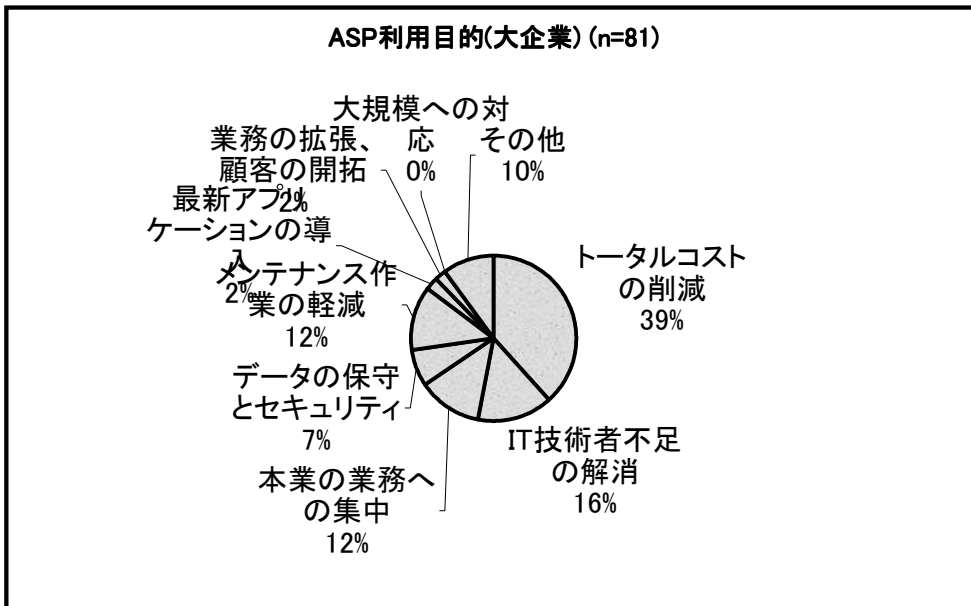 ASP利用目的(大企業) (n=81)
大規模への対
応
0%
その他
10%
業務の拡張、
顧客の開拓
2%
最新アプリ
ケーションの導
入
2%
メンテナンス作
業の軽減
12%
データの保守
とセキュリティ
7%
本業の業務へ
の集中
12%
IT技術者不足
の解消
16%
トータルコスト
の削減
39%